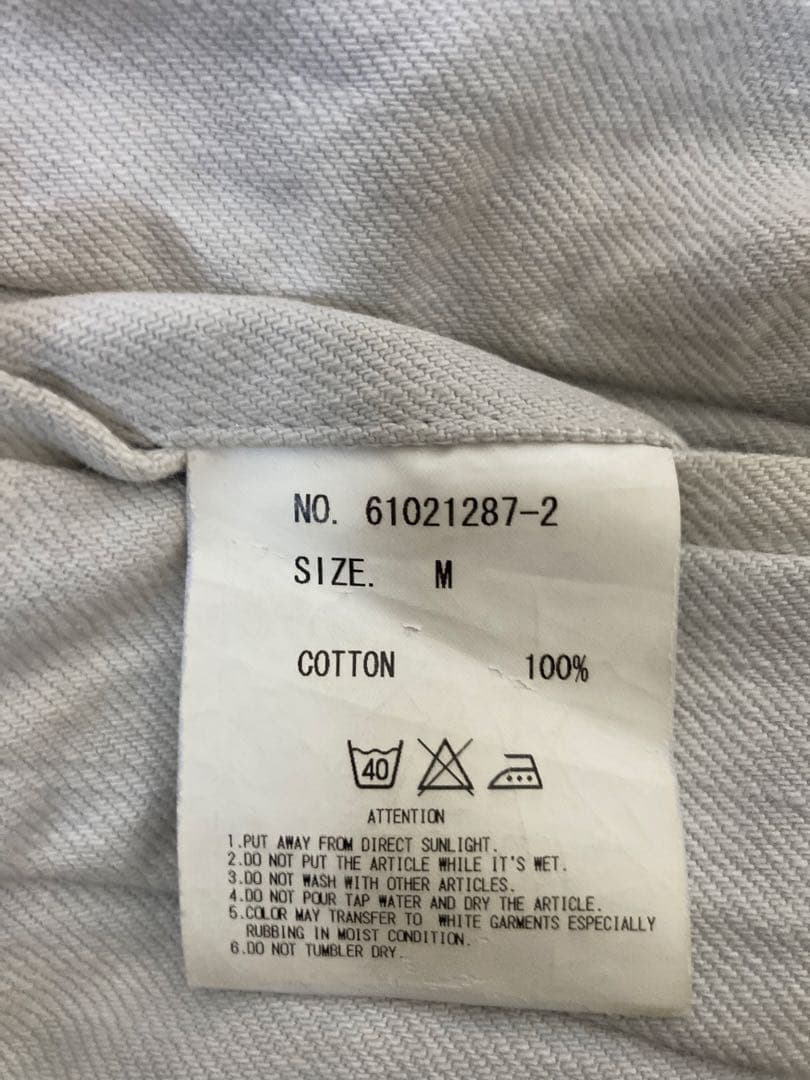 NO. 61021287-2
SIZE. M
COTTON 100%
40
ATTENTION
1.PUT AWAY FROM DIRECT SUNLIGHT.
2.DO NOT PUT THE ARTICLE WHILE IT'S WET.
3.DO NOT WASH WITH OTHER ARTICLES.
4.DO NOT POUR TAP WATER AND DRY THE ARTICLE.
5.COLOR MAY TRANSFER TO WHITE GARMENTS ESPECIALLY
RUBBING IN MOIST CONDITION.
6.DO NOT TUMBLER DRY.